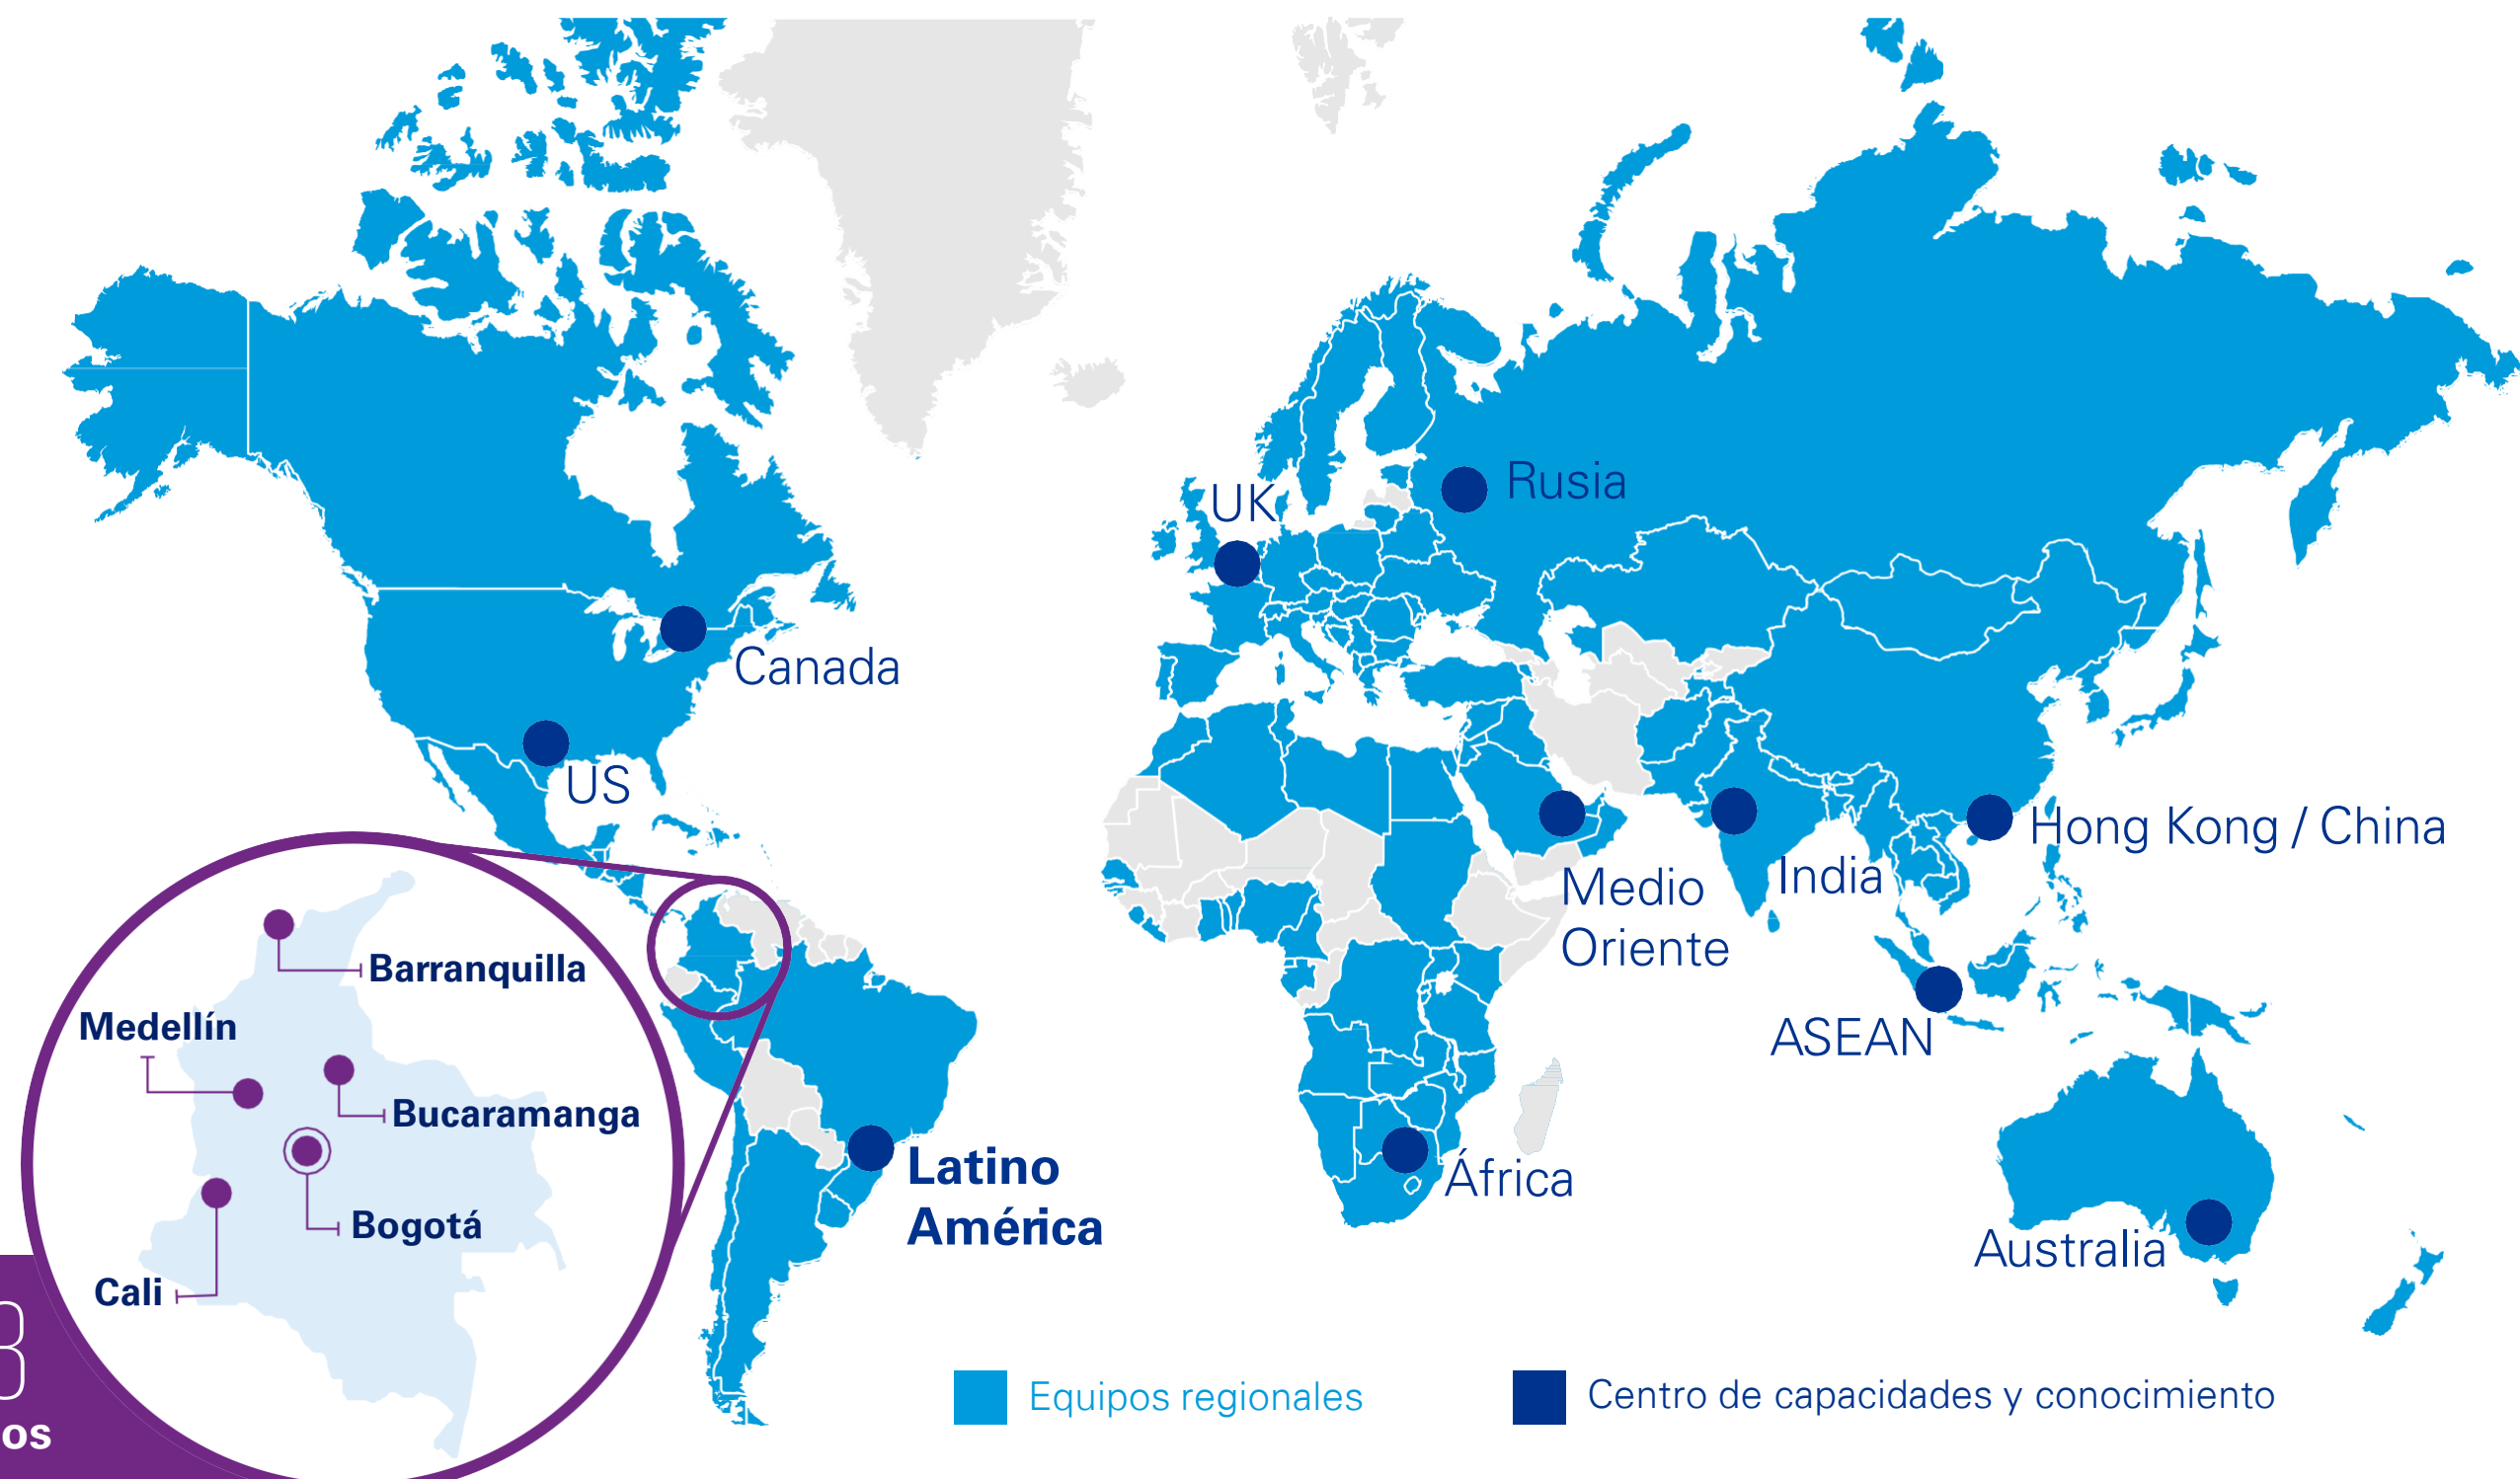 Rusia
UK
Canada
US
Hong Kong / China
India
Medio
Oriente
ASEAN
Latino
América
África
Australia
Barranquilla
Medellín
Bucaramanga
Bogotá
Cali
os
Equipos regionales
Centro de capacidades y conocimiento